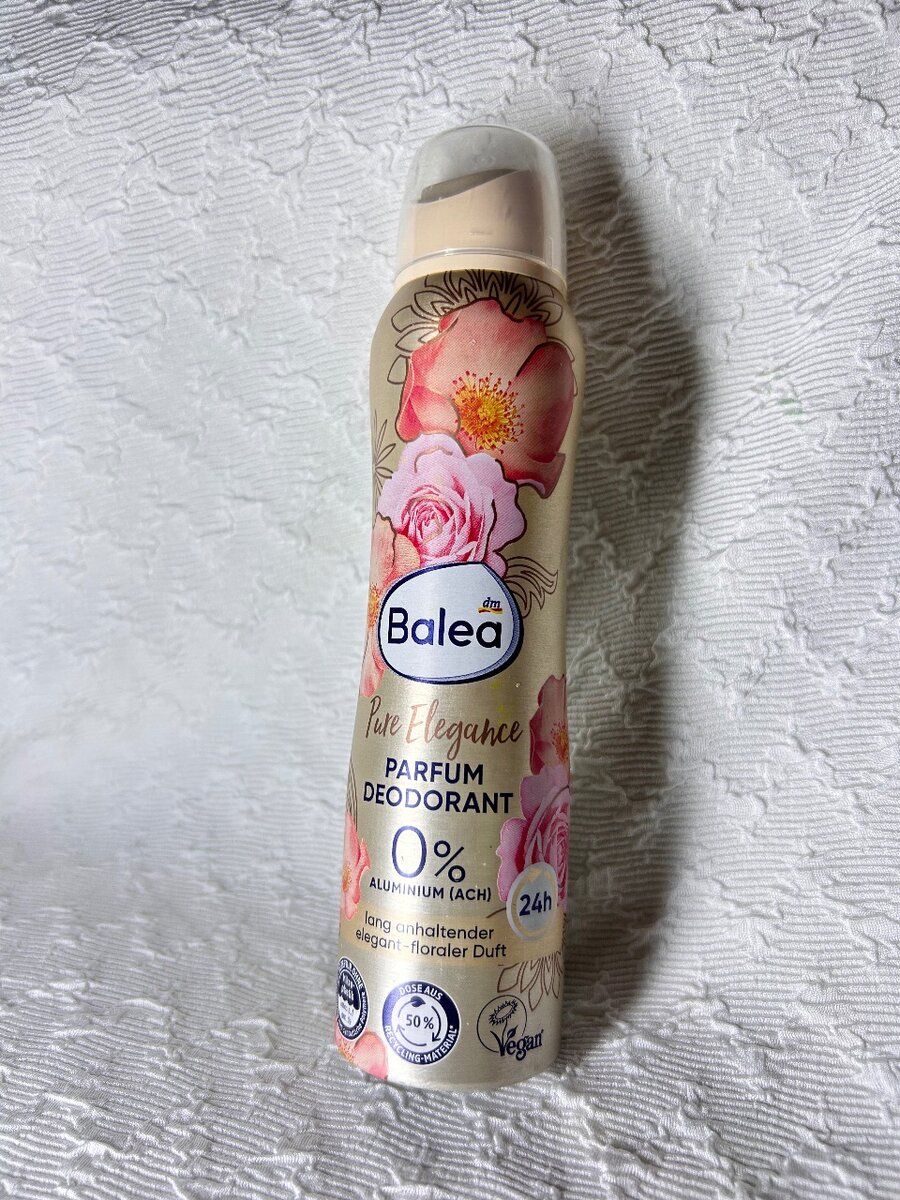 dm
Balea
Pure Elegance
PARFUM
DEODORANT
0%
ALUMINIUM (ACH)
24h
lang anhaltender
elegant-floraler Duft
DOSE AUS
50 %
RECYCLING-MATERIAL*
Vegan